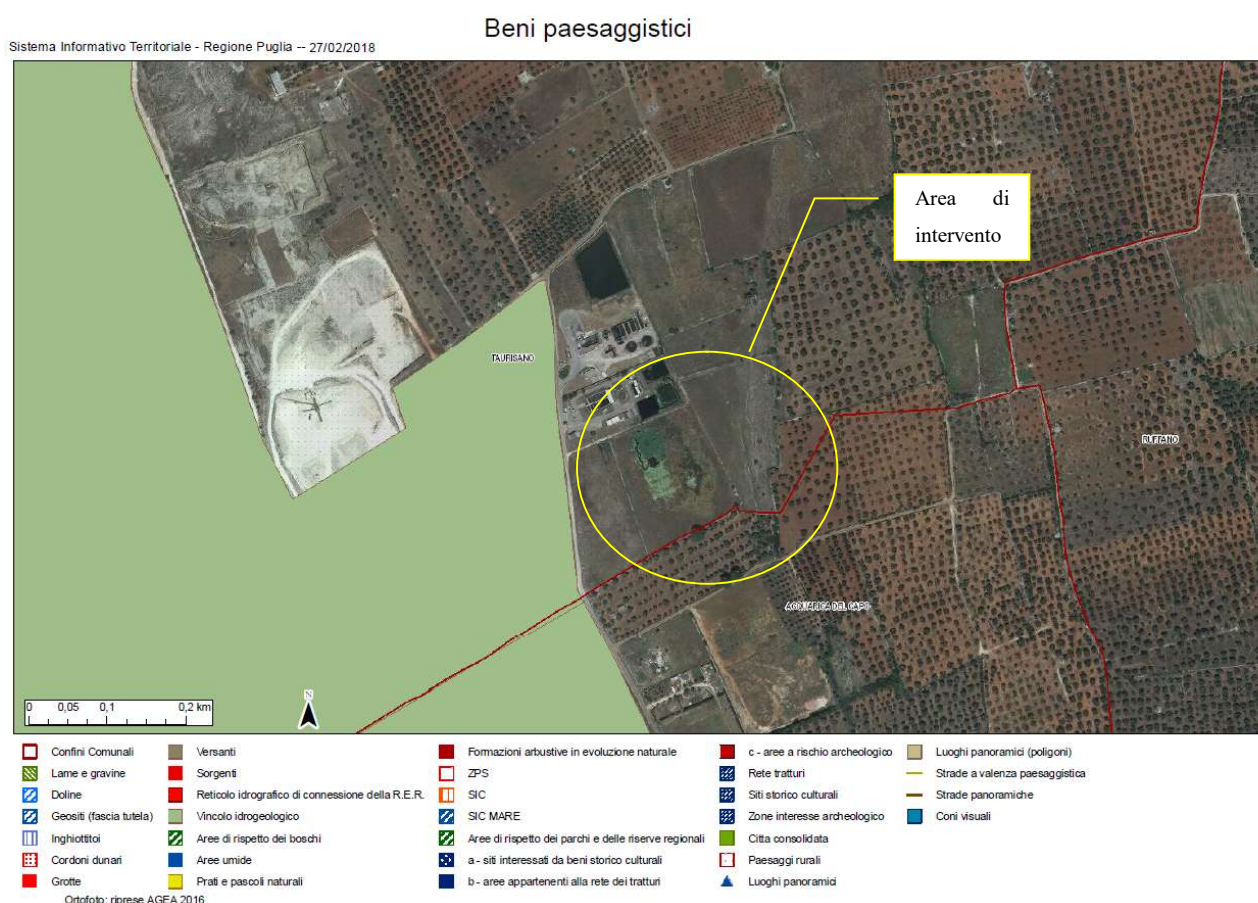 Beni paesaggistici
Sistema Informativo Territoriale - Regione Puglia -- 27/02/2018
Area di
intervento
TAURISANO
RUFFANO
ACQUARICA DEL CAPO
0 0,05 0,1 0,2 km
N
Confini Comunali
Lame e gravine
Doline
Geositi (fascia tutela)
Inghiottitoi
Cordoni dunari
Grotte
Versanti
Sorgenti
Reticolo idrografico di connessione della R.E.R.
Vincolo idrogeologico
Aree di rispetto dei boschi
Aree umide
Prati e pascoli naturali
Formazioni arbustive in evoluzione naturale
ZPS
SIC
SIC MARE
Aree di rispetto dei parchi e delle riserve regionali
a - siti interessati da beni storico culturali
b - aree appartenenti alla rete dei tratturi
c - aree a rischio archeologico
Rete tratturi
Siti storico culturali
Zone interesse archeologico
Citta consolidata
Paesaggi rurali
Luoghi panoramici
Luoghi panoramici (poligoni)
Strade a valenza paesaggistica
Strade panoramiche
Coni visuali
Ortofoto: riprese AGEA 2016